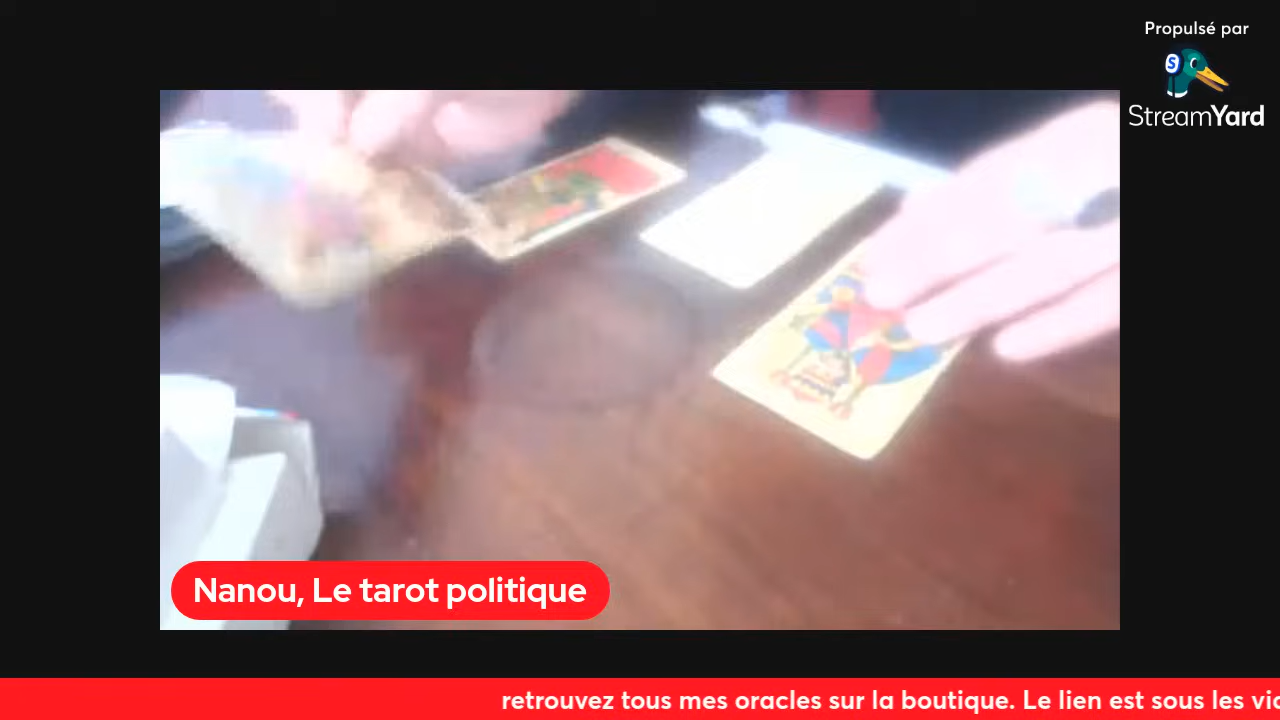 Propulsé par
StreamYard
Nanou, Le tarot politique
retrouvez tous mes oracles sur la boutique. Le lien est sous les